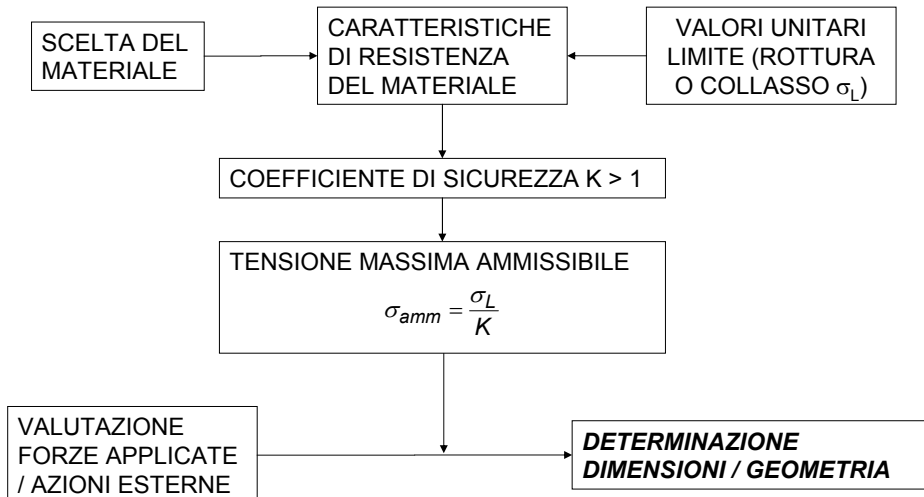 SCELTA DEL
MATERIALE
CARATTERISTICHE
DI RESISTENZA
DEL MATERIALE
VALORI UNITARI
LIMITE (ROTTURA
O COLLASSO σL)
COEFFICIENTE DI SICUREZZA K > 1
TENSIONE MASSIMA AMMISSIBILE
σamm = σL / K
VALUTAZIONE
FORZE APPLICATE
/ AZIONI ESTERNE
DETERMINAZIONE
DIMENSIONI / GEOMETRIA